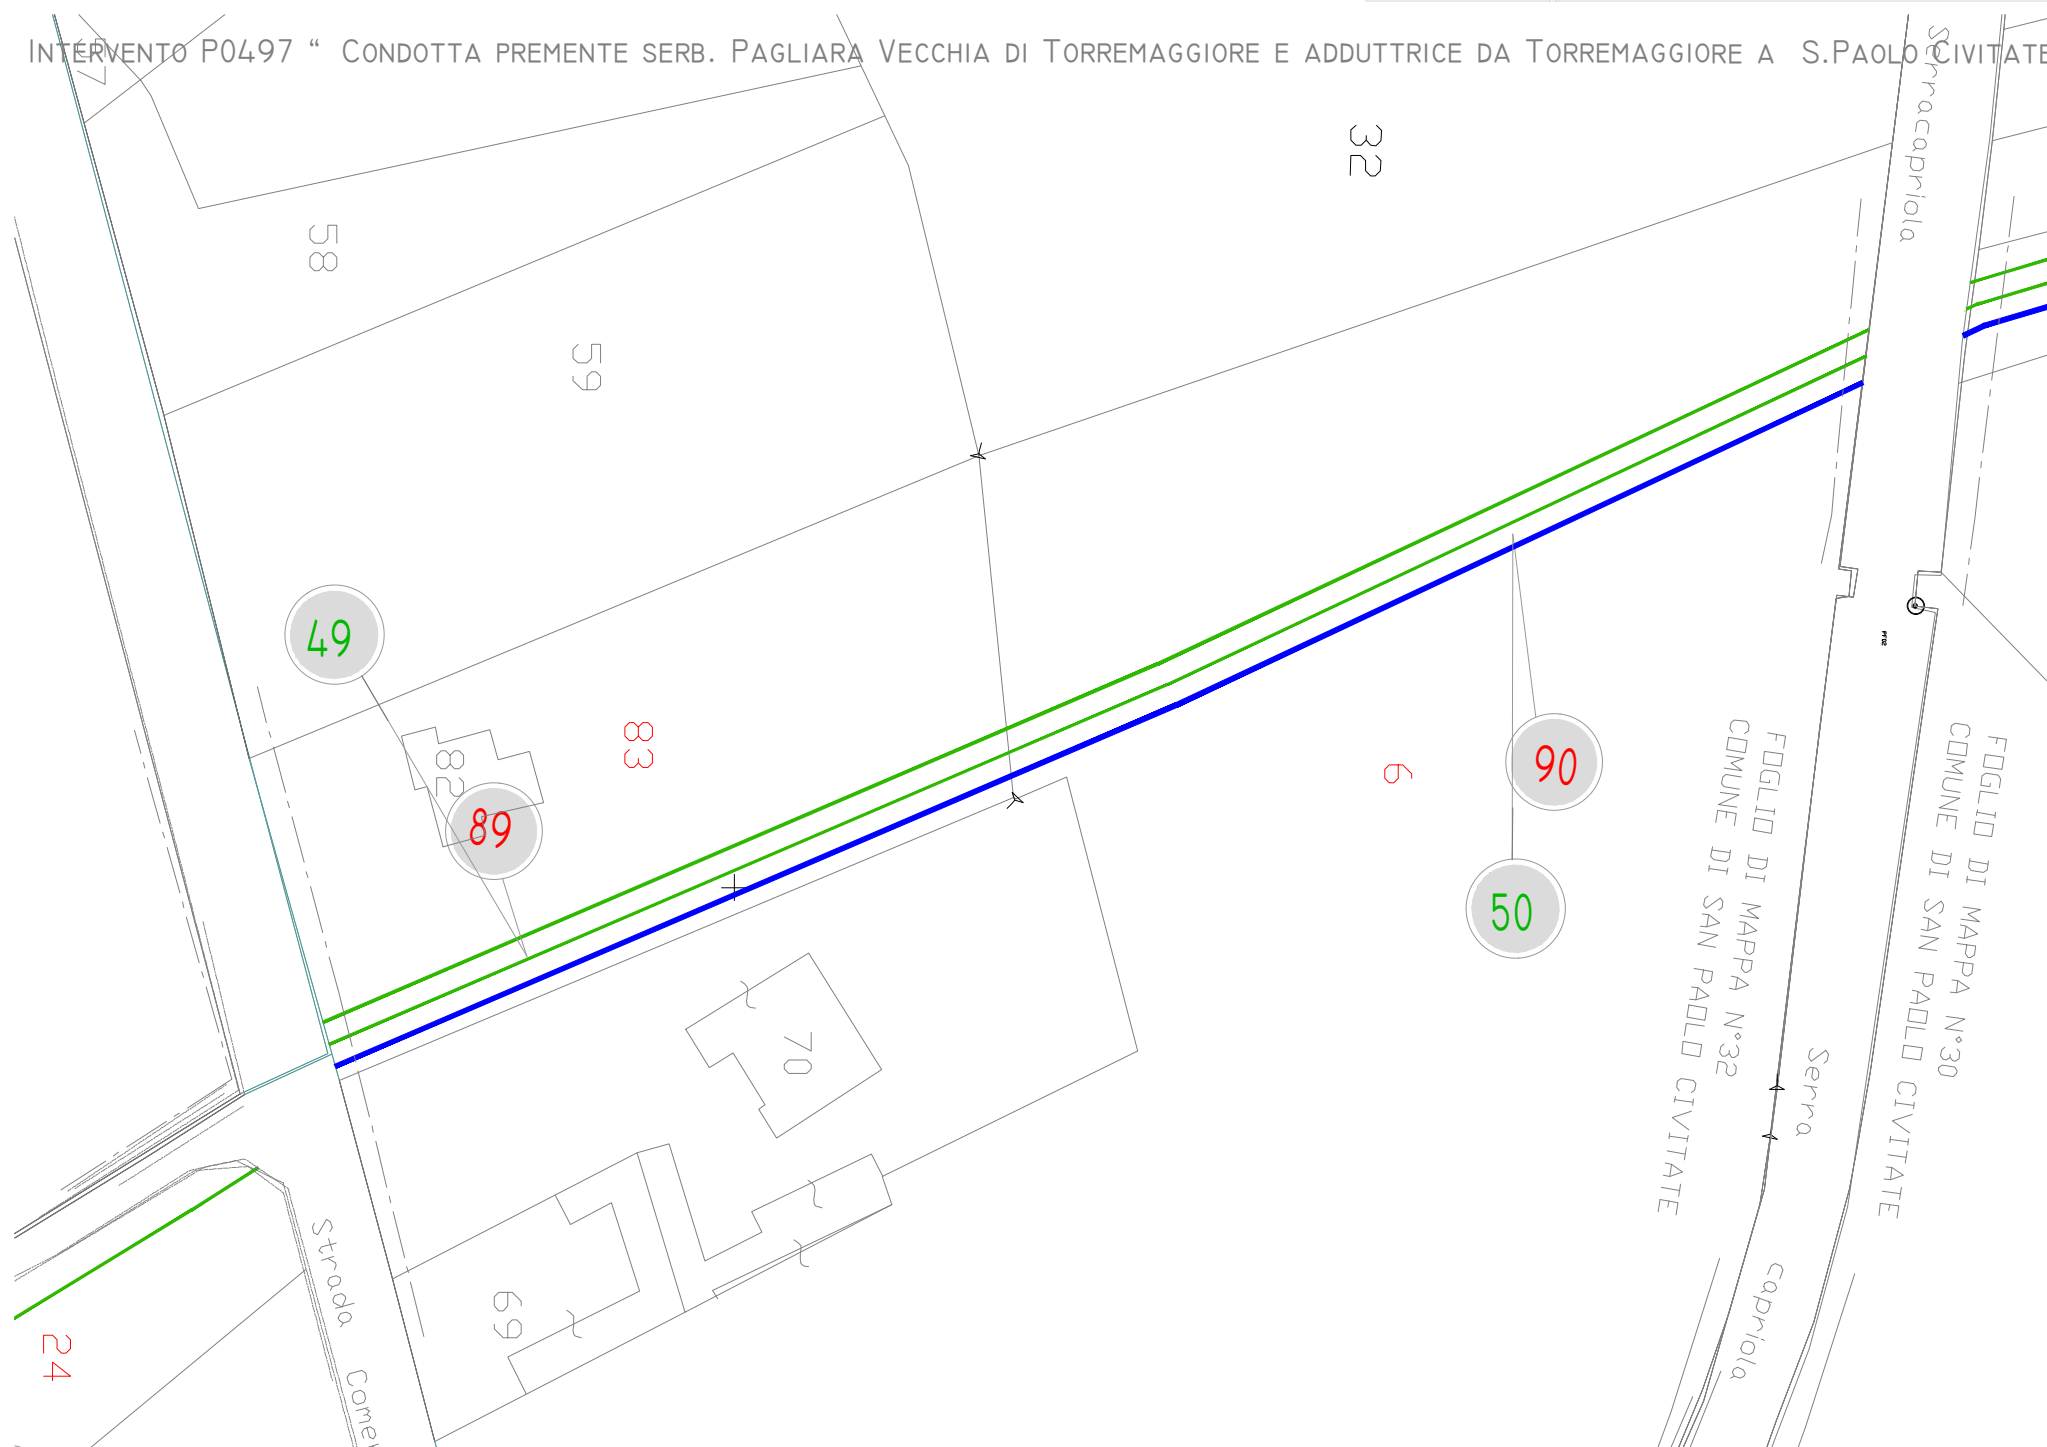 INTERVENTO P0497 “ CONDOTTA PREMENTE SERB. PAGLIARA VECCHIA DI TORREMAGGIORE E ADDUTTRICE DA TORREMAGGIORE A S.PAOLO CIVITATE
Serracapriola
32
58
59
49
83
82
89
6
90
50
PF02
FOGLIO DI MAPPA N°32
COMUNE DI SAN PAOLO CIVITATE
FOGLIO DI MAPPA N°30
COMUNE DI SAN PAOLO CIVITATE
70
Serra
capriola
69
Strada
24